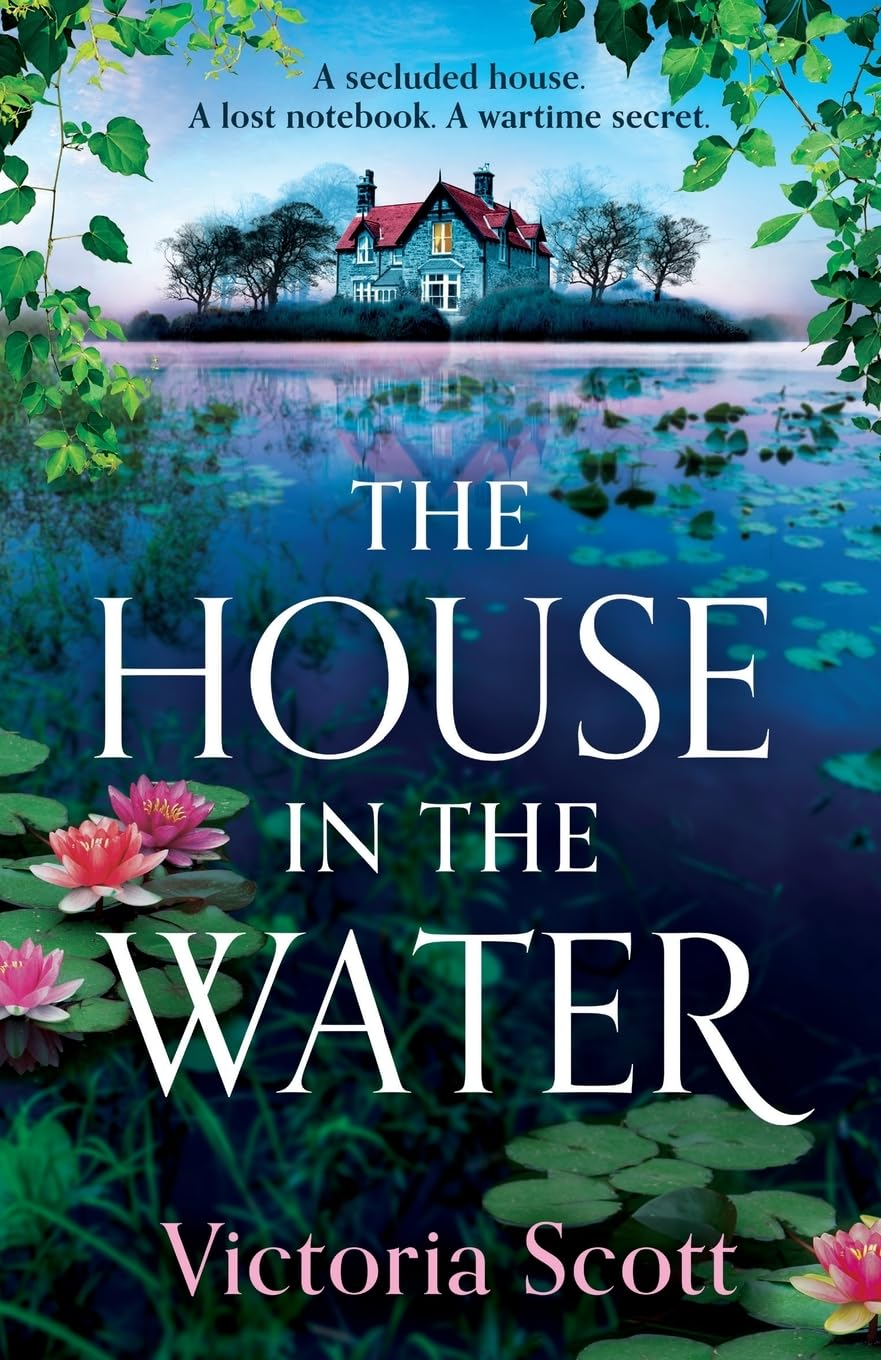 A secluded house.
A lost notebook. A wartime secret.
THE
HOUSE
IN THE
WATER
Victoria Scott